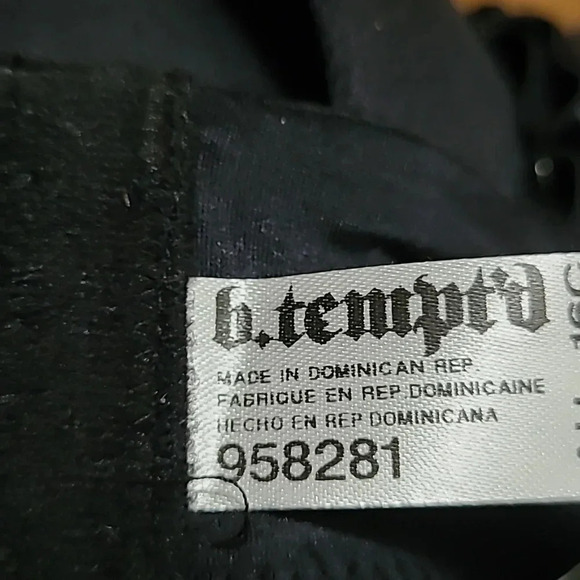 b.tempt'd
MADE IN DOMINICAN REP.
FABRIQUE EN REP DOMINICAINE
HECHO EN REP DOMINICANA
958281